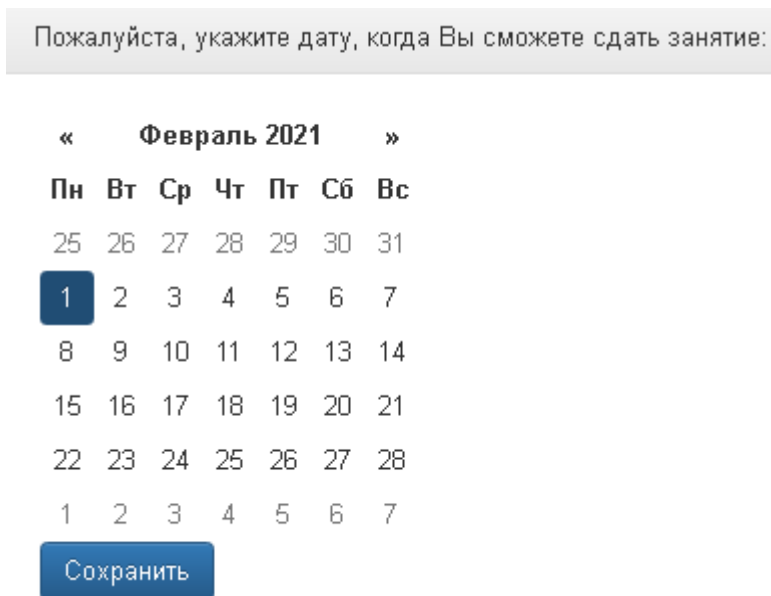 Пожалуйста, укажите дату, когда Вы сможете сдать занятие:
« Февраль 2021 »
Пн Вт Ср Чт Пт Сб Вс
25 26 27 28 29 30 31
1 2 3 4 5 6 7
8 9 10 11 12 13 14
15 16 17 18 19 20 21
22 23 24 25 26 27 28
1 2 3 4 5 6 7
Сохранить